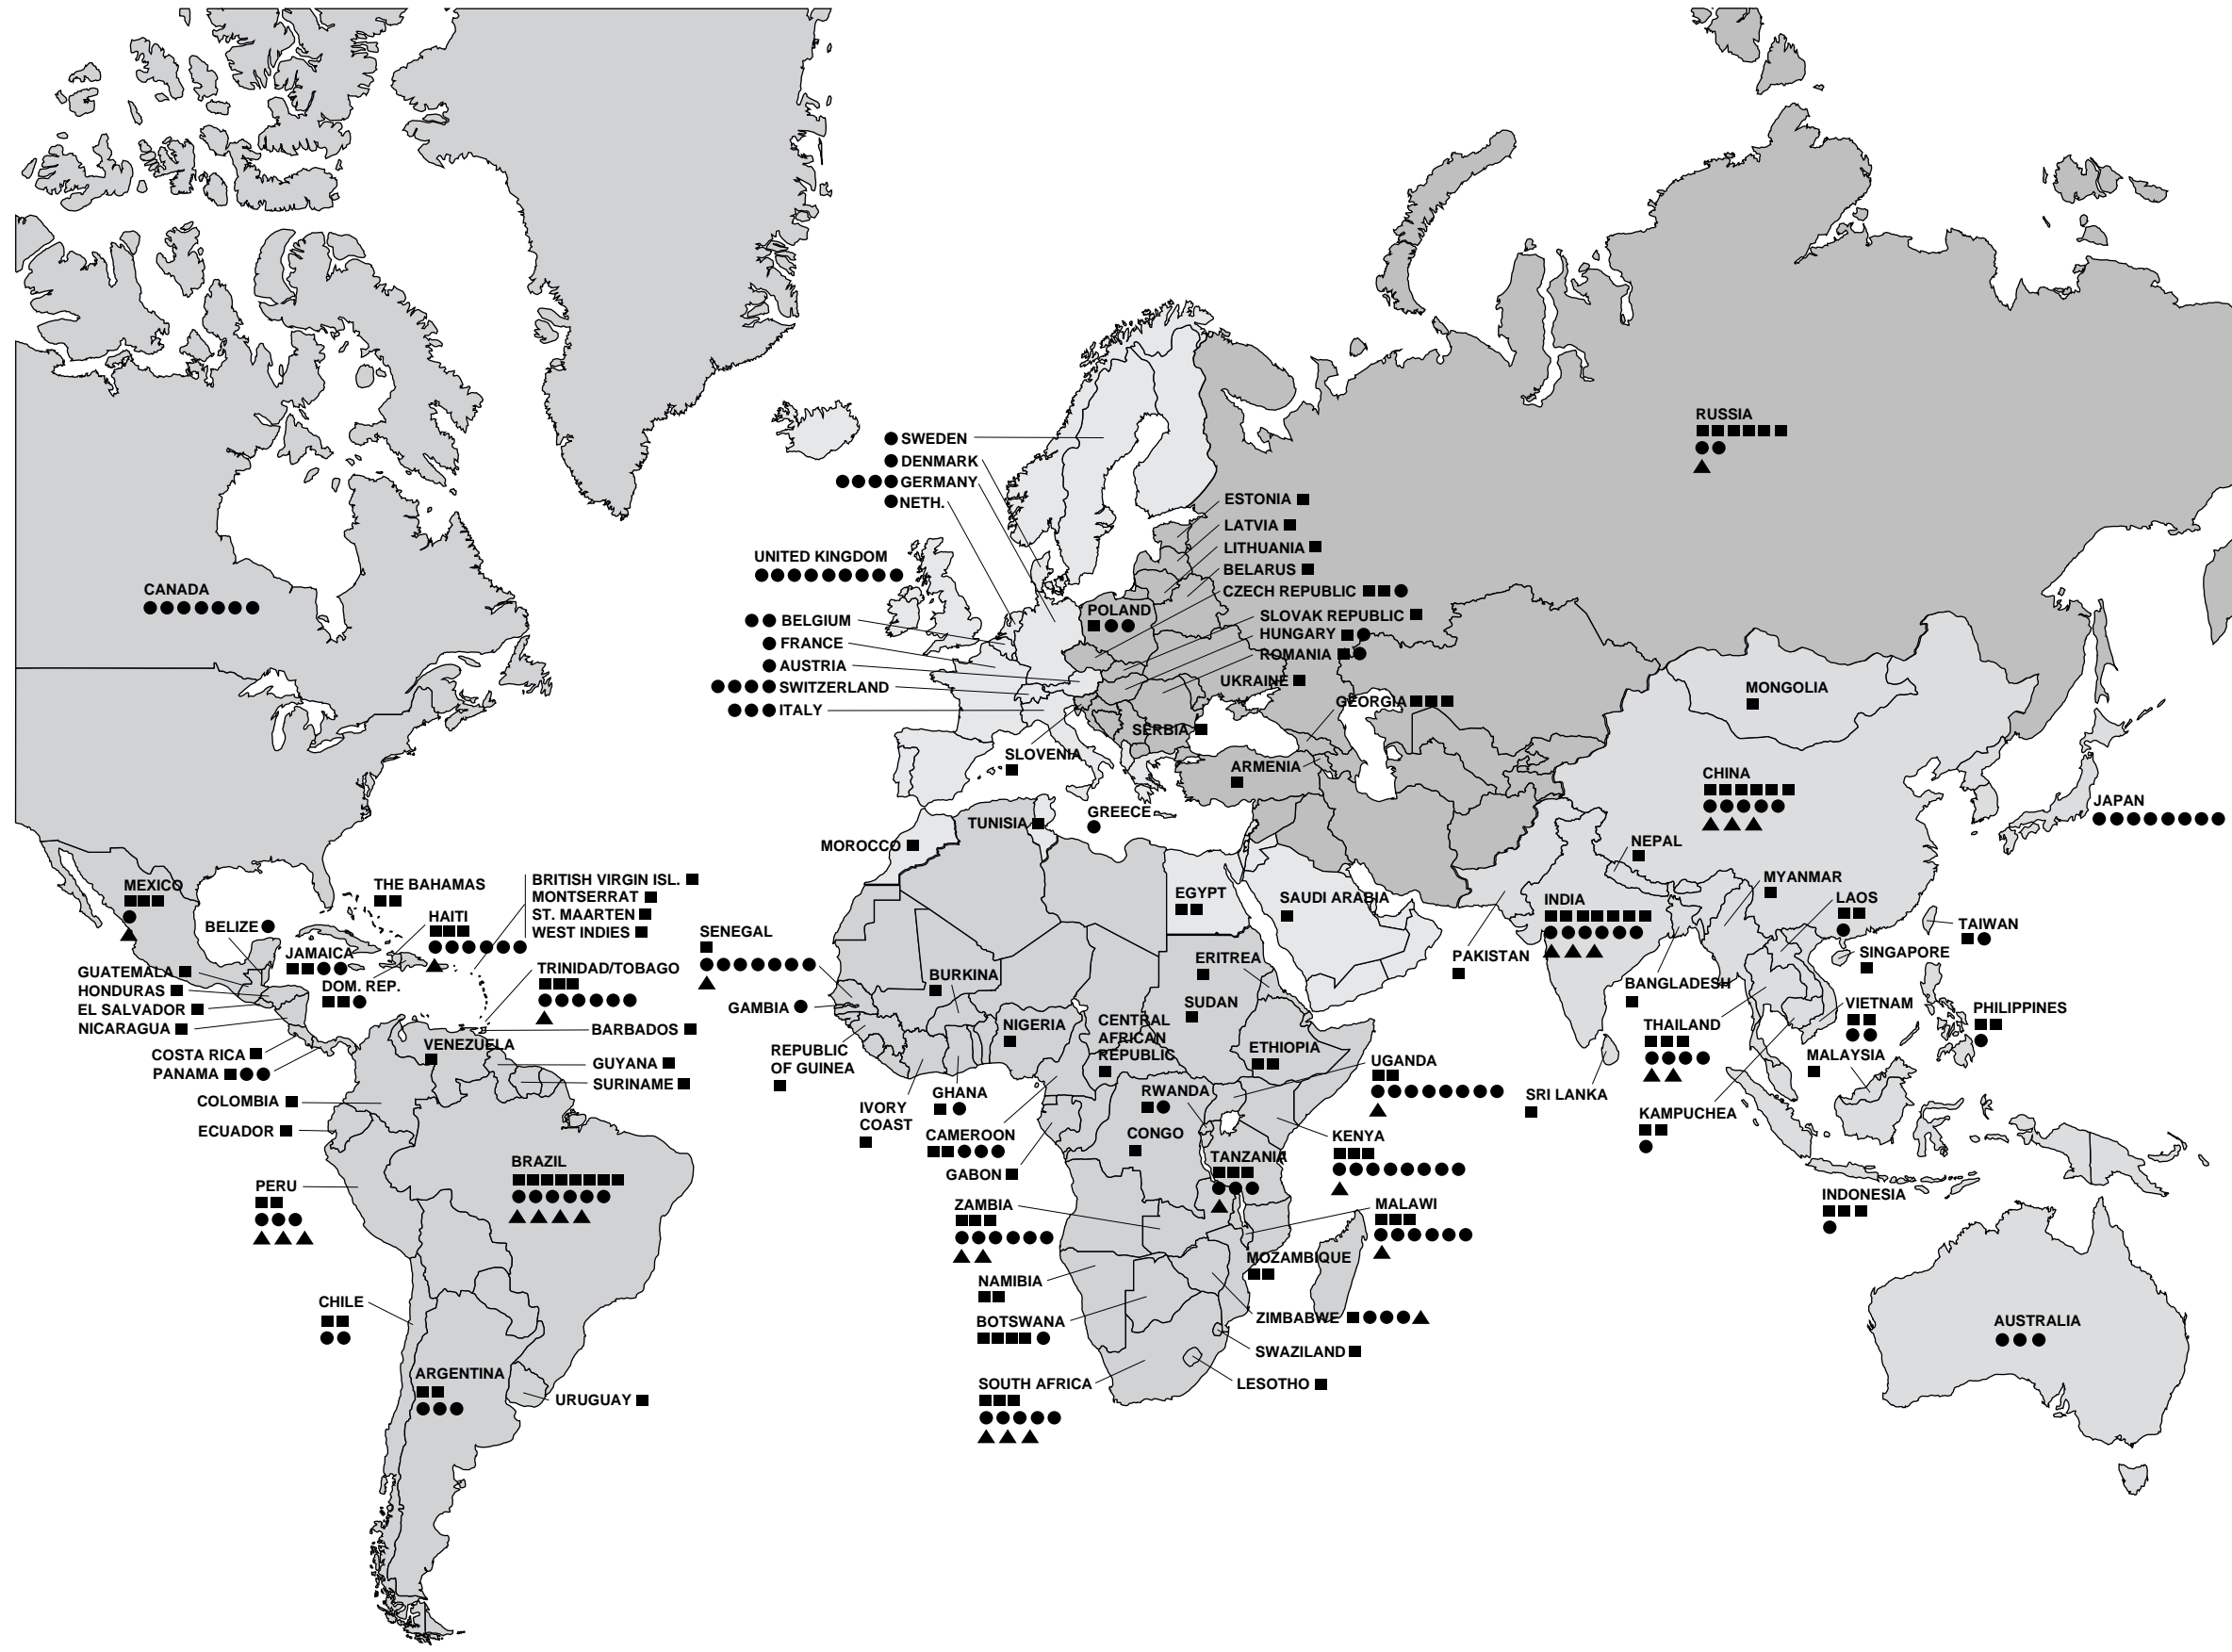 RUSSIA
SWEDEN
DENMARK
GERMANY
NETH.
ESTONIA
LATVIA
LITHUANIA
BELARUS
CZECH REPUBLIC
SLOVAK REPUBLIC
HUNGARY
ROMANIA
UKRAINE
GEORGIA
UNITED KINGDOM
POLAND
CANADA
BELGIUM
FRANCE
AUSTRIA
SWITZERLAND
ITALY
SERBIA
SLOVENIA
ARMENIA
MONGOLIA
CHINA
JAPAN
GREECE
TUNISIA
MOROCCO
NEPAL
MYANMAR
LAOS
TAIWAN
SINGAPORE
MEXICO
THE BAHAMAS
BRITISH VIRGIN ISL.
MONTSERRAT
ST. MAARTEN
WEST INDIES
HAITI
BELIZE
JAMAICA
DOM. REP.
TRINIDAD/TOBAGO
GUATEMALA
HONDURAS
EL SALVADOR
NICARAGUA
COSTA RICA
PANAMA
BARBADOS
VENEZUELA
GUYANA
SURINAME
COLOMBIA
ECUADOR
BRAZIL
PERU
CHILE
ARGENTINA
URUGUAY
EGYPT
SAUDI ARABIA
INDIA
PAKISTAN
BANGLADESH
SENEGAL
GAMBIA
BURKINA
ERITREA
SUDAN
NIGERIA
CENTRAL
AFRICAN
REPUBLIC
ETHIOPIA
UGANDA
REPUBLIC
OF GUINEA
IVORY
COAST
GHANA
CAMEROON
GABON
RWANDA
CONGO
TANZANIA
KENYA
ZAMBIA
MALAWI
MOZAMBIQUE
NAMIBIA
BOTSWANA
ZIMBABWE
SWAZILAND
SOUTH AFRICA
LESOTHO
SRI LANKA
THAILAND
KAMPUCHEA
VIETNAM
MALAYSIA
PHILIPPINES
INDONESIA
AUSTRALIA